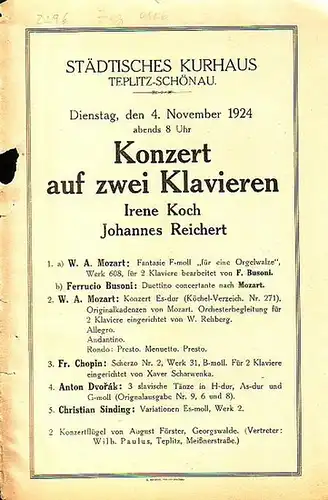 STÄDTISCHES KURHAUS
TEPLITZ-SCHÖNAU.
Dienstag, den 4. November 1924
abends 8 Uhr
Konzert
auf zwei Klavieren
Irene Koch
Johannes Reichert
1. a) W. A. Mozart: Fantasie F-moll „für eine Orgelwalze",
Werk 608, für 2 Klaviere bearbeitet von F. Busoni.
b) Ferrucio Busoni: Duettino concertante nach Mozart.
2. W. A. Mozart: Konzert Es-dur (Köchel-Verzeich. Nr. 271).
Originalkadenzen von Mozart. Orchesterbegleitung für
2 Klaviere eingerichtet von W. Rehberg.
Allegro.
Andantino.
Rondo: Presto. Menuetto. Presto.
3. Fr. Chopin: Scherzo Nr. 2, Werk 31, B-moll. Für 2 Klaviere
eingerichtet von Xaver Scharwenka.
4. Anton Dvořák: 3 slavische Tänze in H-dur, As-dur und
G-moll (Orignalausgabe Nr. 9, 6 und 8).
5. Christian Sinding: Variationen Es-moll, Werk 2.
2 Konzertflügel von August Förster, Georgswalde. (Vertreter:
Wilh. Paulus, Teplitz, Meißnerstraße.)